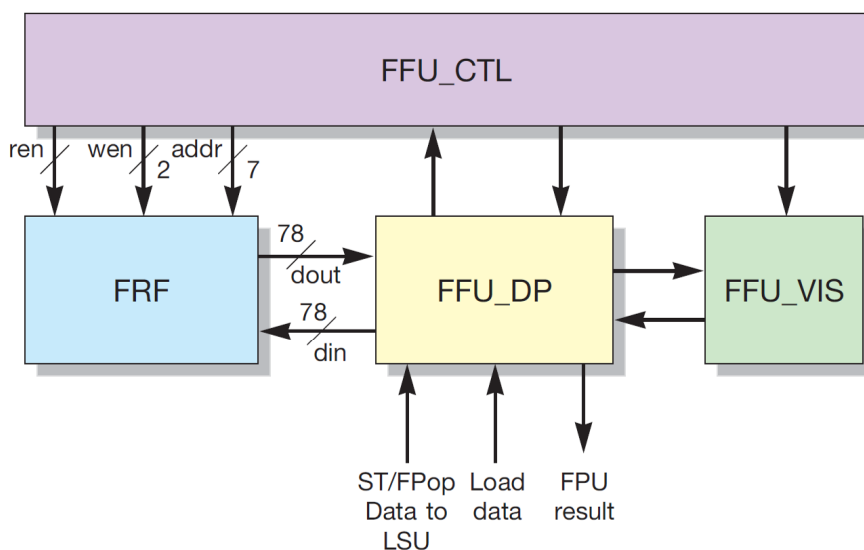 FFU_CTL
ren
wen
2
addr
7
FRF
78
dout
78
din
FFU_DP
FFU_VIS
ST/FPop
Data to
LSU
Load
data
FPU
result